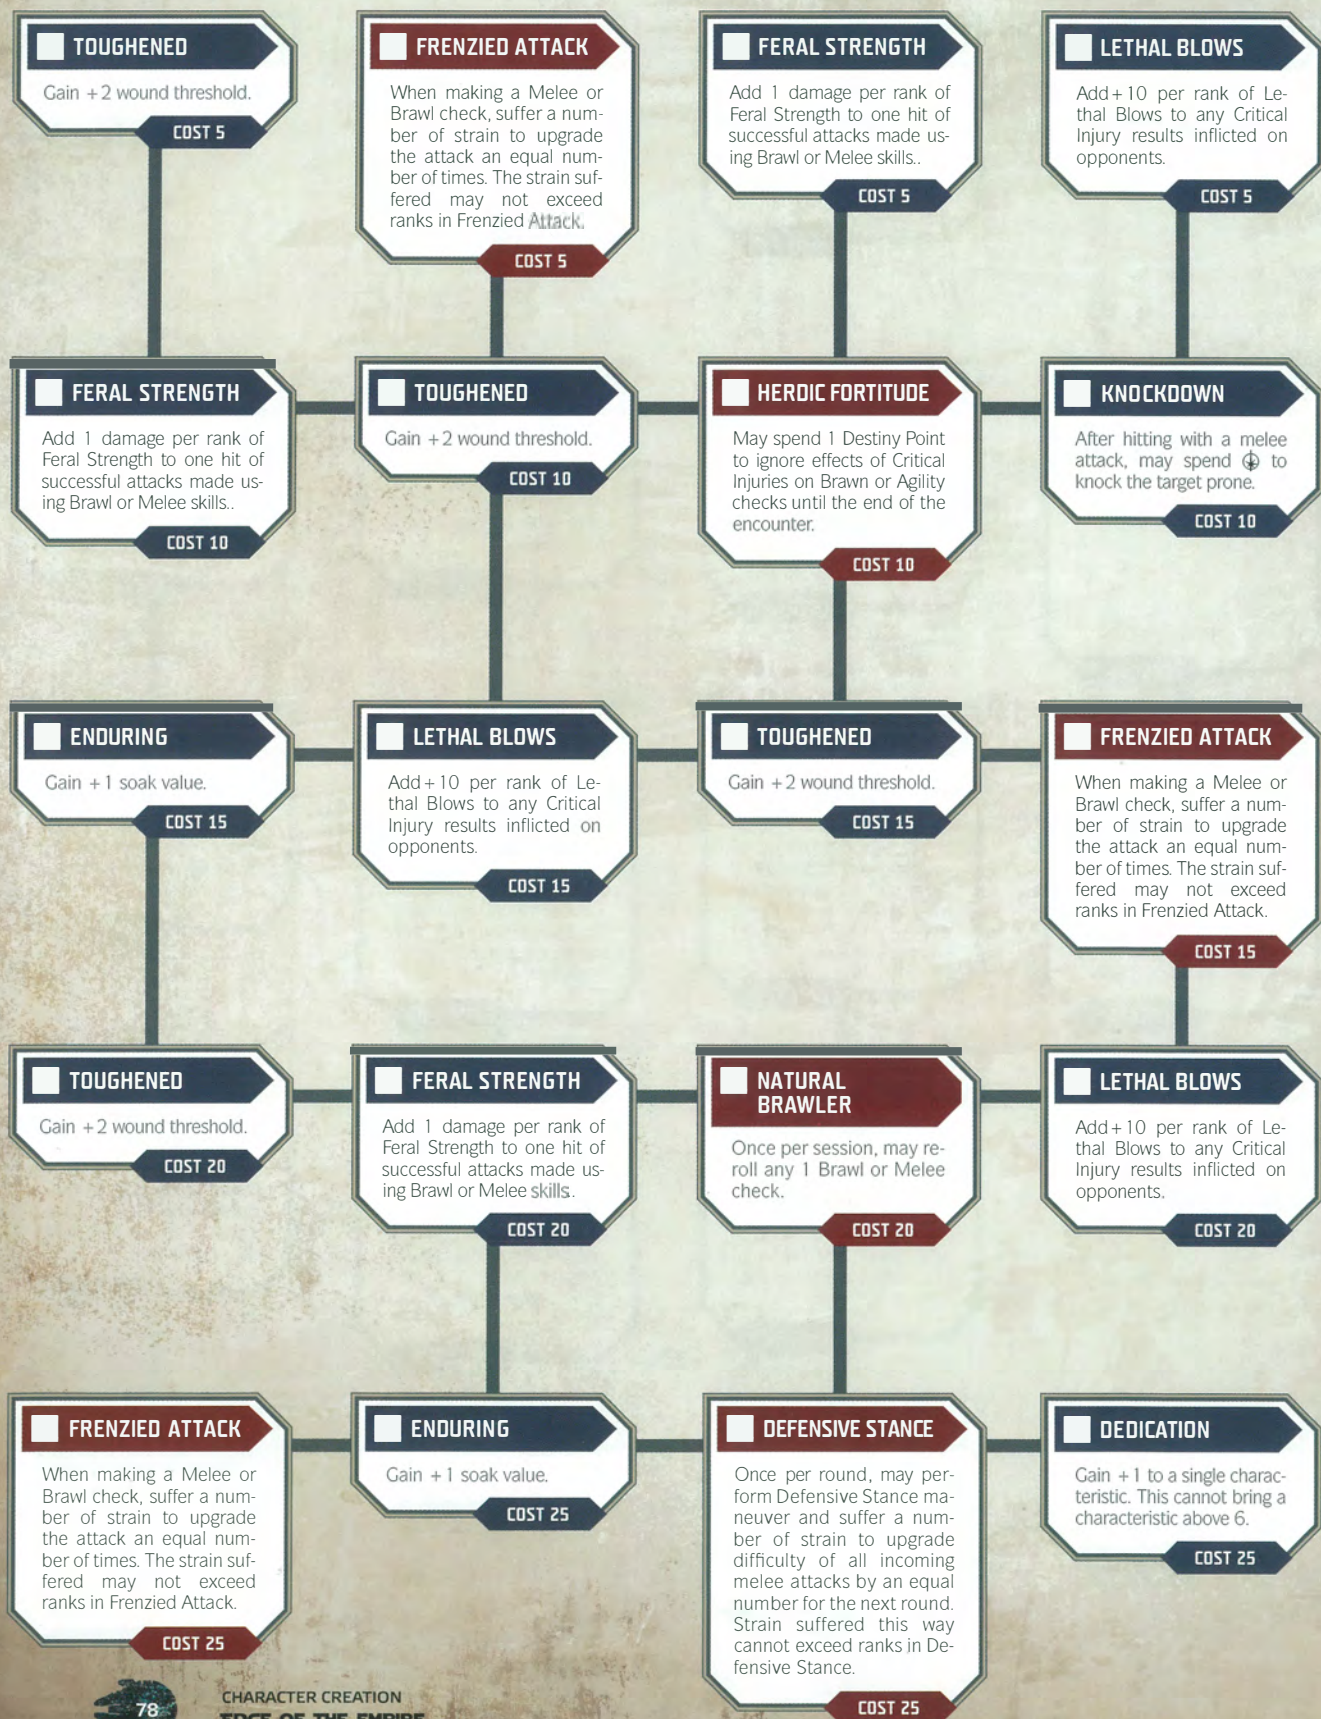 TOUGHENED
Gain +2 wound threshold.
COST 5
FRENZIED ATTACK
When making a Melee or
Brawl check, suffer a num-
ber of strain to upgrade
the attack an equal num-
ber of times. The strain suf-
fered may not exceed
ranks in Frenzied Attack.
COST 5
FERAL STRENGTH
Add 1 damage per rank of
Feral Strength to one hit of
successful attacks made us-
ing Brawl or Melee skills..
COST 5
LETHAL BLOWS
Add+10 per rank of Le-
thal Blows to any Critical
Injury results inflicted on
opponents.
COST 5
FERAL STRENGTH
Add 1 damage per rank of
Feral Strength to one hit of
successful attacks made us-
ing Brawl or Melee skills..
COST 10
TOUGHENED
Gain +2 wound threshold.
COST 10
HERDIC FORTITUDE
May spend 1 Destiny Point
to ignore effects of Critical
Injuries on Brawn or Agility
checks until the end of the
encounter.
COST 10
KNOCKDOWN
After hitting with a melee
attack, may spend to
knock the target prone.
COST 10
ENDURING
Gain +1 soak value.
COST 15
LETHAL BLOWS
Add+10 per rank of Le-
thal Blows to any Critical
Injury results inflicted on
opponents.
COST 15
TOUGHENED
Gain +2 wound threshold.
COST 15
FRENZIED ATTACK
When making a Melee or
Brawl check, suffer a num-
ber of strain to upgrade
the attack an equal num-
ber of times. The strain suf-
fered may not exceed
ranks in Frenzied Attack.
COST 15
TOUGHENED
Gain +2 wound threshold.
COST 20
FERAL STRENGTH
Add 1 damage per rank of
Feral Strength to one hit of
successful attacks made us-
ing Brawl or Melee skills..
COST 20
NATURAL
BRAWLER
Once per session, may re-
roll any 1 Brawl or Melee
check.
COST 20
LETHAL BLOWS
Add+10 per rank of Le-
thal Blows to any Critical
Injury results inflicted on
opponents.
COST 20
FRENZIED ATTACK
When making a Melee or
Brawl check, suffer a num-
ber of strain to upgrade
the attack an equal num-
ber of times. The strain suf-
fered may not exceed
ranks in Frenzied Attack.
COST 25
ENDURING
Gain +1 soak value.
COST 25
DEFENSIVE STANCE
Once per round, may per-
form Defensive Stance ma-
neuver and suffer a num-
ber of strain to upgrade
difficulty of all incoming
melee attacks by an equal
number for the next round.
Strain suffered this way
cannot exceed ranks in De-
fensive Stance.
COST 25
DEDICATION
Gain +1 to a single charac-
teristic. This cannot bring a
characteristic above 6.
COST 25
78
CHARACTER CREATION
EDGE OF THE EMPIRE